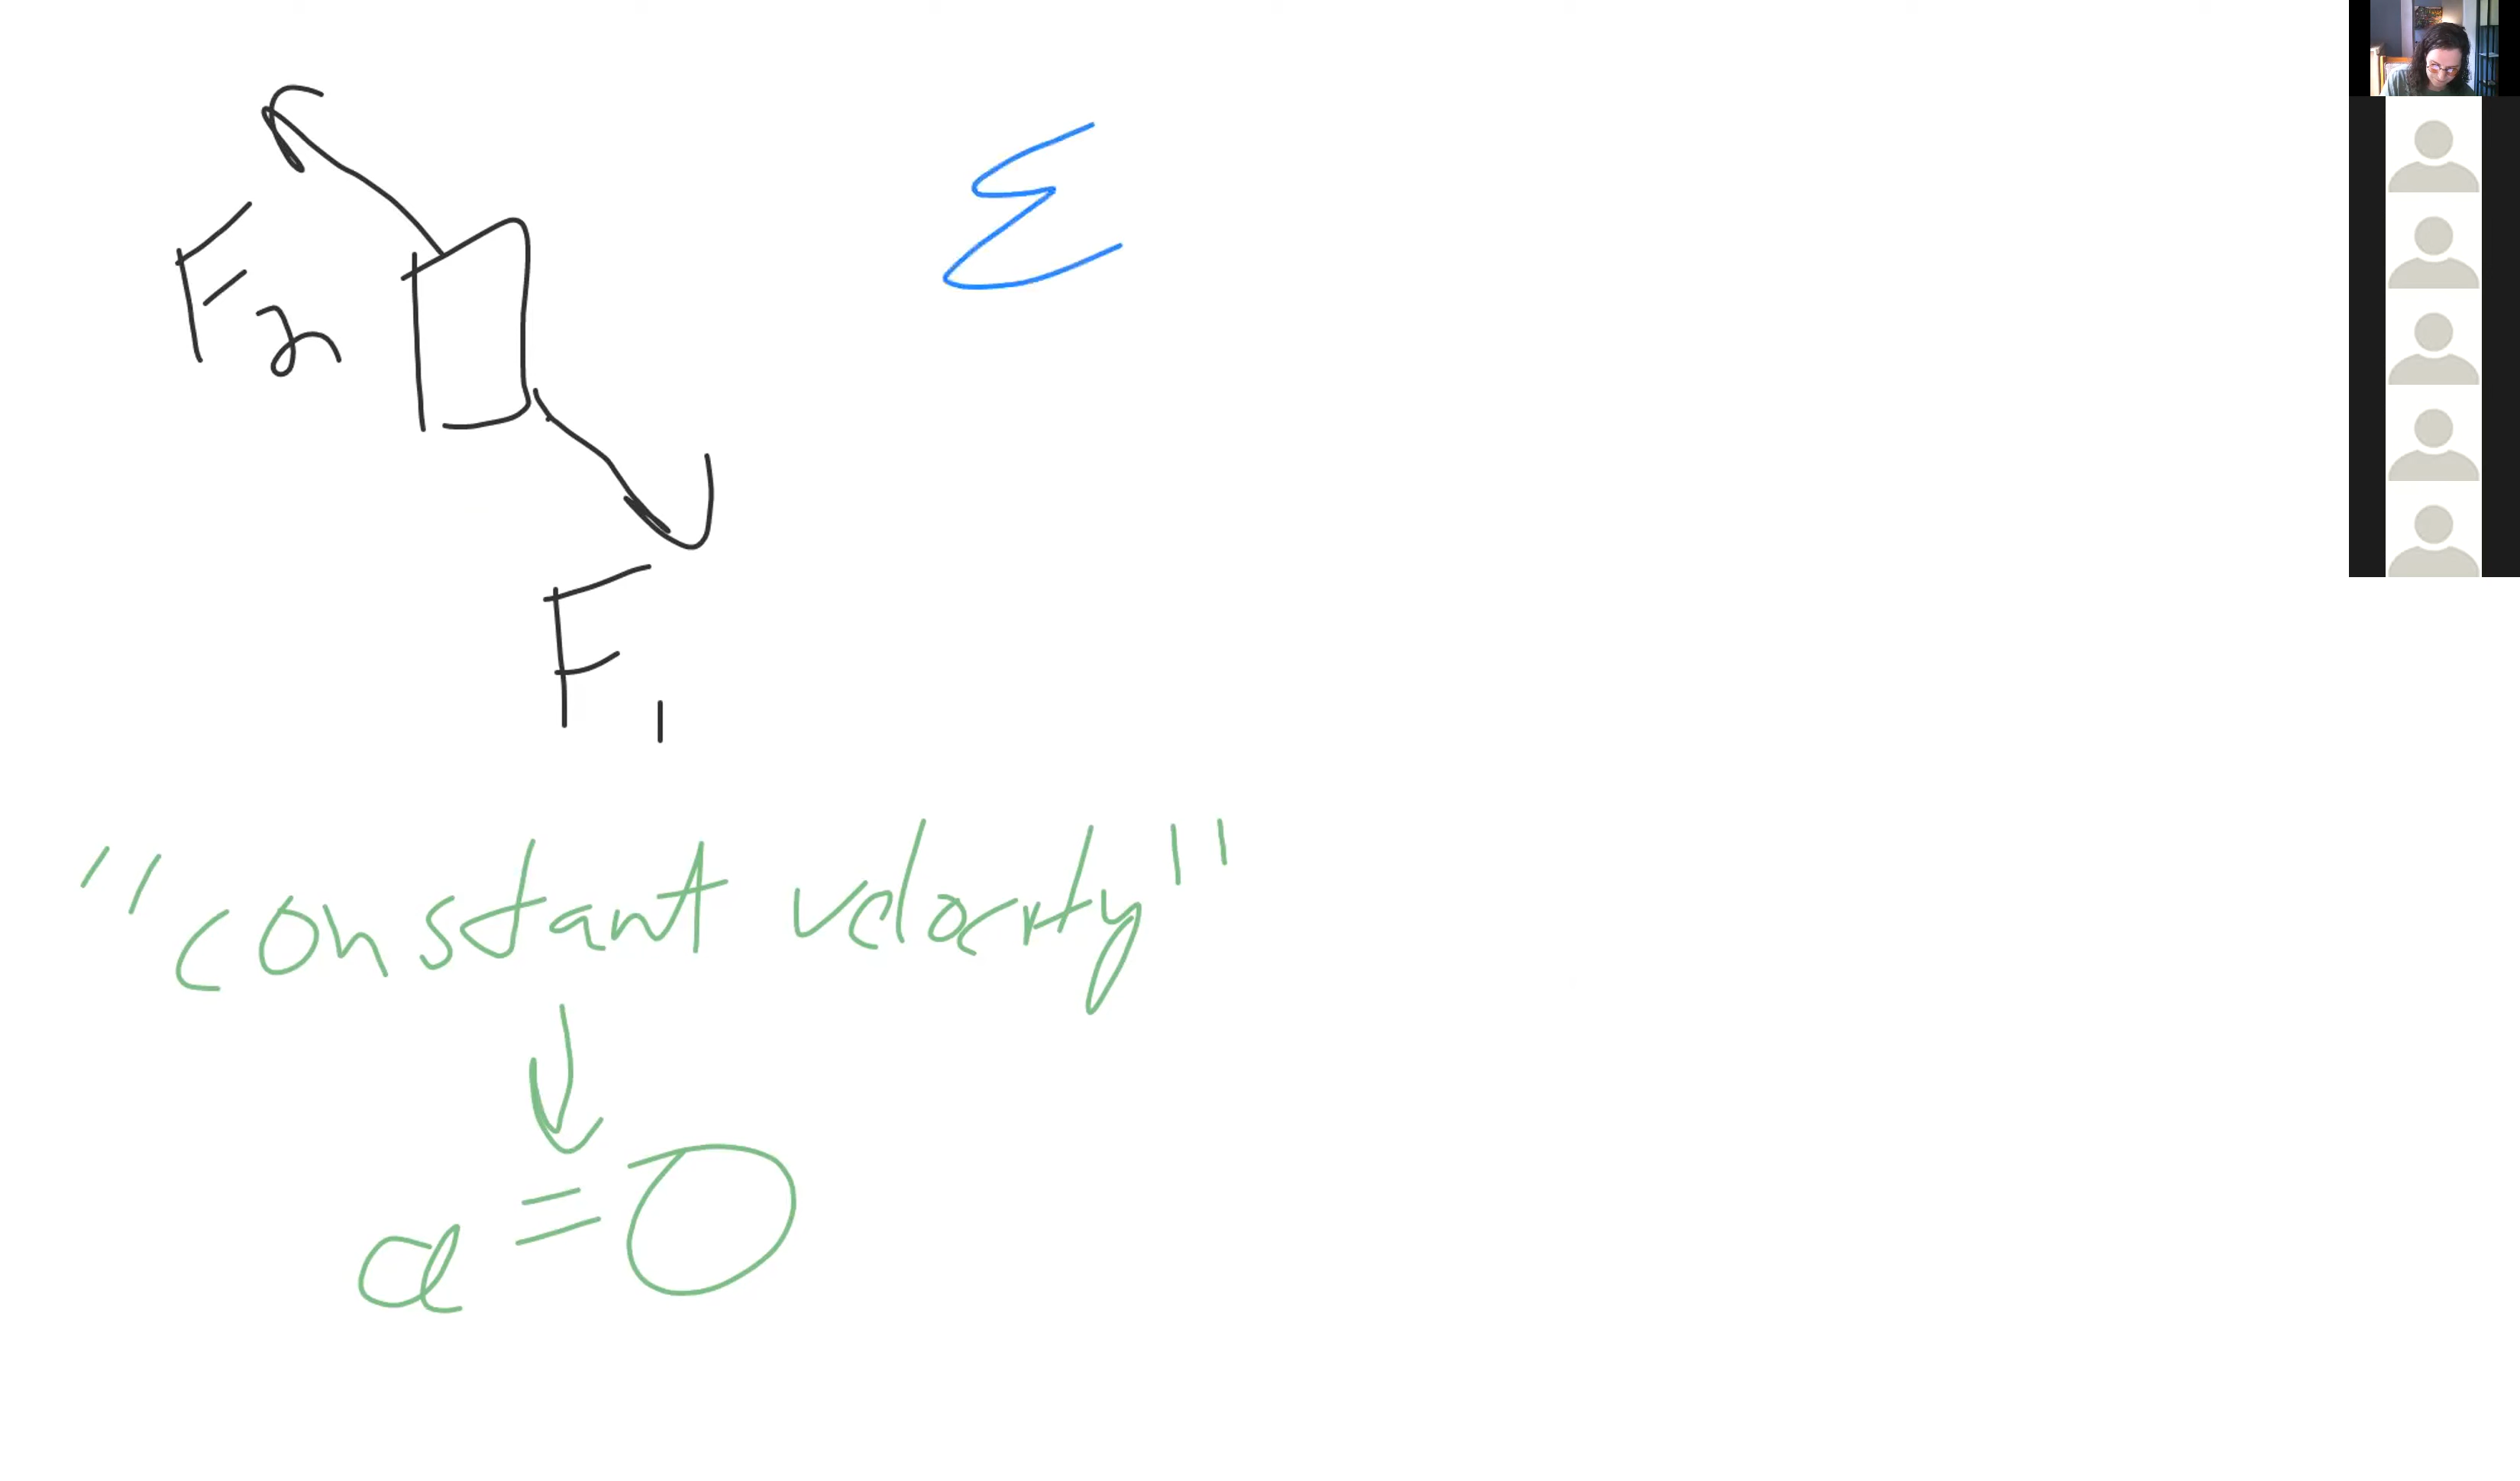 F2
Σ
F1
"constant velocity"
↓
a = 0